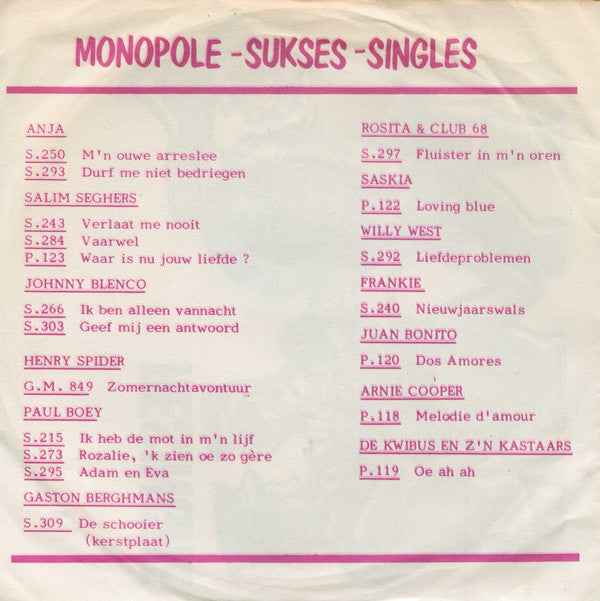 MONOPOLE -SUKSES -SINGLES
ANJA
S.250 M'n ouwe arreslee
S.293 Durf me niet bedriegen
SALIM SEGHERS
S.243 Verlaat me nooit
S.284 Vaarwel
P.123 Waar is nu jouw liefde ?
JOHNNY BLENCO
S.266 Ik ben alleen vannacht
S.303 Geef mij een antwoord
HENRY SPIDER
G.M. 849 Zomernachtavontuur
PAUL BOEY
S.215 Ik heb de mot in m'n lijf
S.273 Rozalie, 'k zien oe zo gère
S.295 Adam en Eva
GASTON BERGHMANS
S.309 De schooier
(kerstplaat)
ROSITA & CLUB 68
S.297 Fluister in m'n oren
SASKIA
P.122 Loving blue
WILLY WEST
S.292 Liefdeproblemen
FRANKIE
S.240 Nieuwjaarswals
JUAN BONITO
P.120 Dos Amores
ARNIE COOPER
P.118 Melodie d'amour
DE KWIBUS EN Z'N KASTAARS
P.119 Oe ah ah